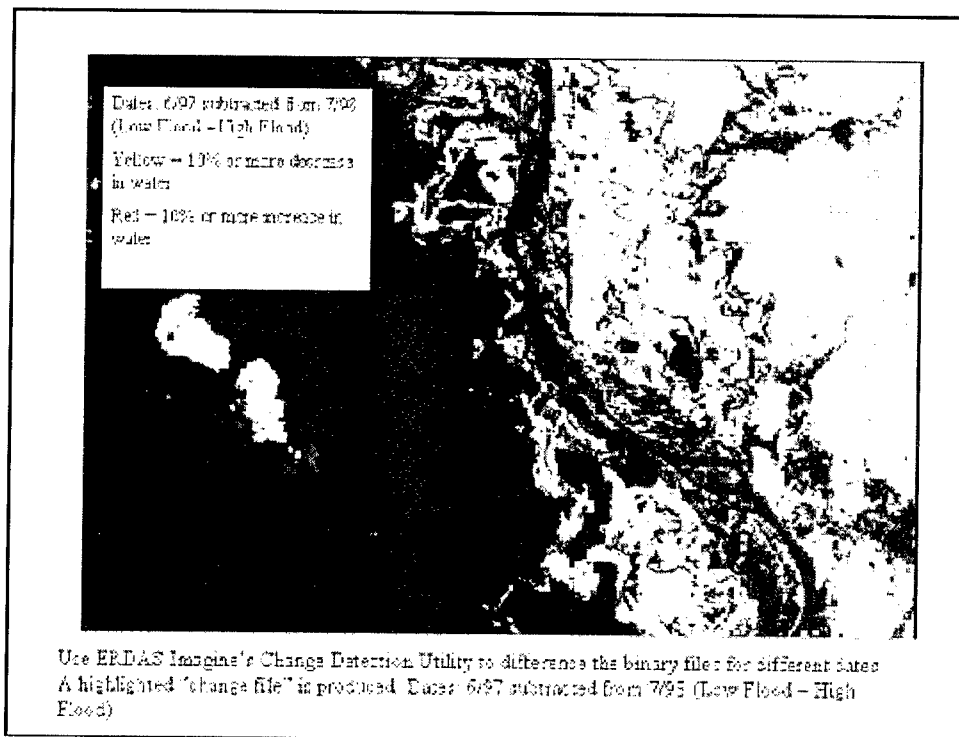 Dates: 6/97 subtracted from 7/98
(Low Flood – High Flood)
Yellow – 10% or more decrease
in water
Red – 10% or more increase in
water
Use ERDAS Imagine's Change Detection Utility to difference the binary files for different dates
A highlighted "change file" is produced. Dates: 6/97 subtracted from 7/98 (Low Flood – High
Flood)